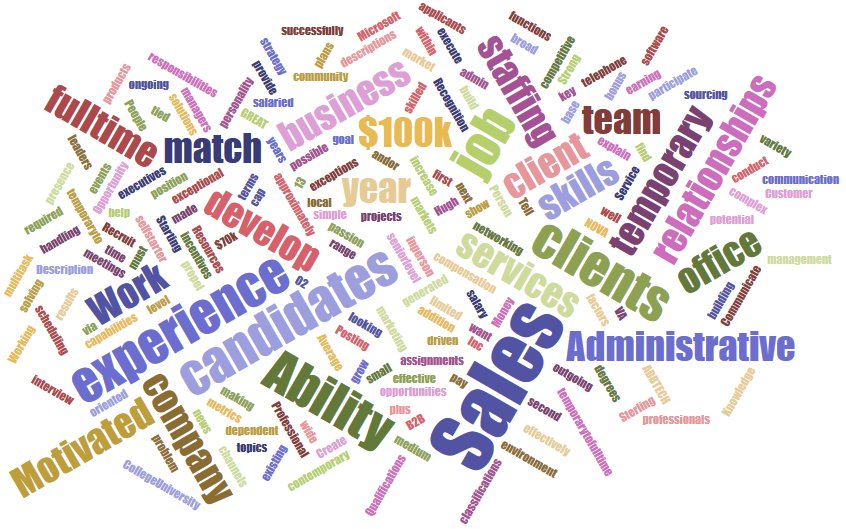 successfully
Microsoft
applicants
functions
software
within
execute
broad
competitive
Strong
telephone
strategy
plans
descriptions
responsibilities
products
ongoing
managers
personality
provide
community
market
admin
staffing
key
bonus
earning
participate
sourcing
relationships
fulltime
People
tied
solutions
salaried
GREAT
business
skilled
Recognition
build
base
team
temporary
variety
leaders
match
years
possible
goal
$100k
job
explain
find
conduct
communication
presence
events
Opportunity
executives
position
exceptional
terms
cap
approximately
13
exceptions
andor
increase
first
next
client
skills
Service
complex
Customer
required
temporaryto
help
made
develop
local
year
simple
projects
markets
Hugh
show
Person
Tell
NOVA
well
potential
handling
Recruit
Selfstarter
Starting
incentives
Resources
$70k
passion
range
seniorlevel
inperson
networking
services
clients
office
management
multitask
solving
Description
meetings
time
must
propel
02
compensation
factors
VA
building
Communicate
Work
via
capabilities
level
experience
candidates
looking
generated
limited
salary
Money
Working
scheduling
results
Posting
marketing
addition
driven
want
Inc
Sales
Administrative
interview
oriented
Average
grow
small
assignments
effective
opportunities
pay
outgoing
degrees
REGTECH
Knowledge
Motivated
company
news
metrics
making
Ability
plus
B2B
second
temporarytofulltime
Sterling
professionals
problem
CollegeUniversity
dependent
topics
channels
existing
Professional
wide
Create
contemporary
medium
Qualifications
classifications
environment
effectively